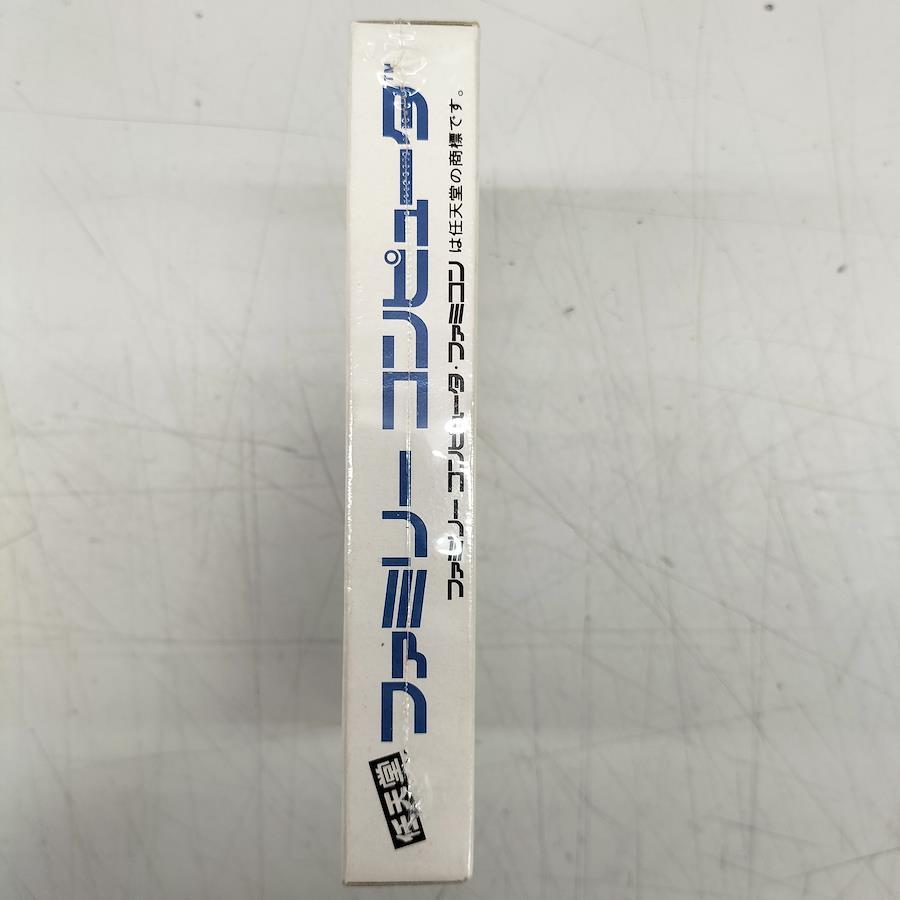 任天堂
ファミリー コンピュータ™
ファミリー コンピュータ・ファミコン は任天堂の商標です。